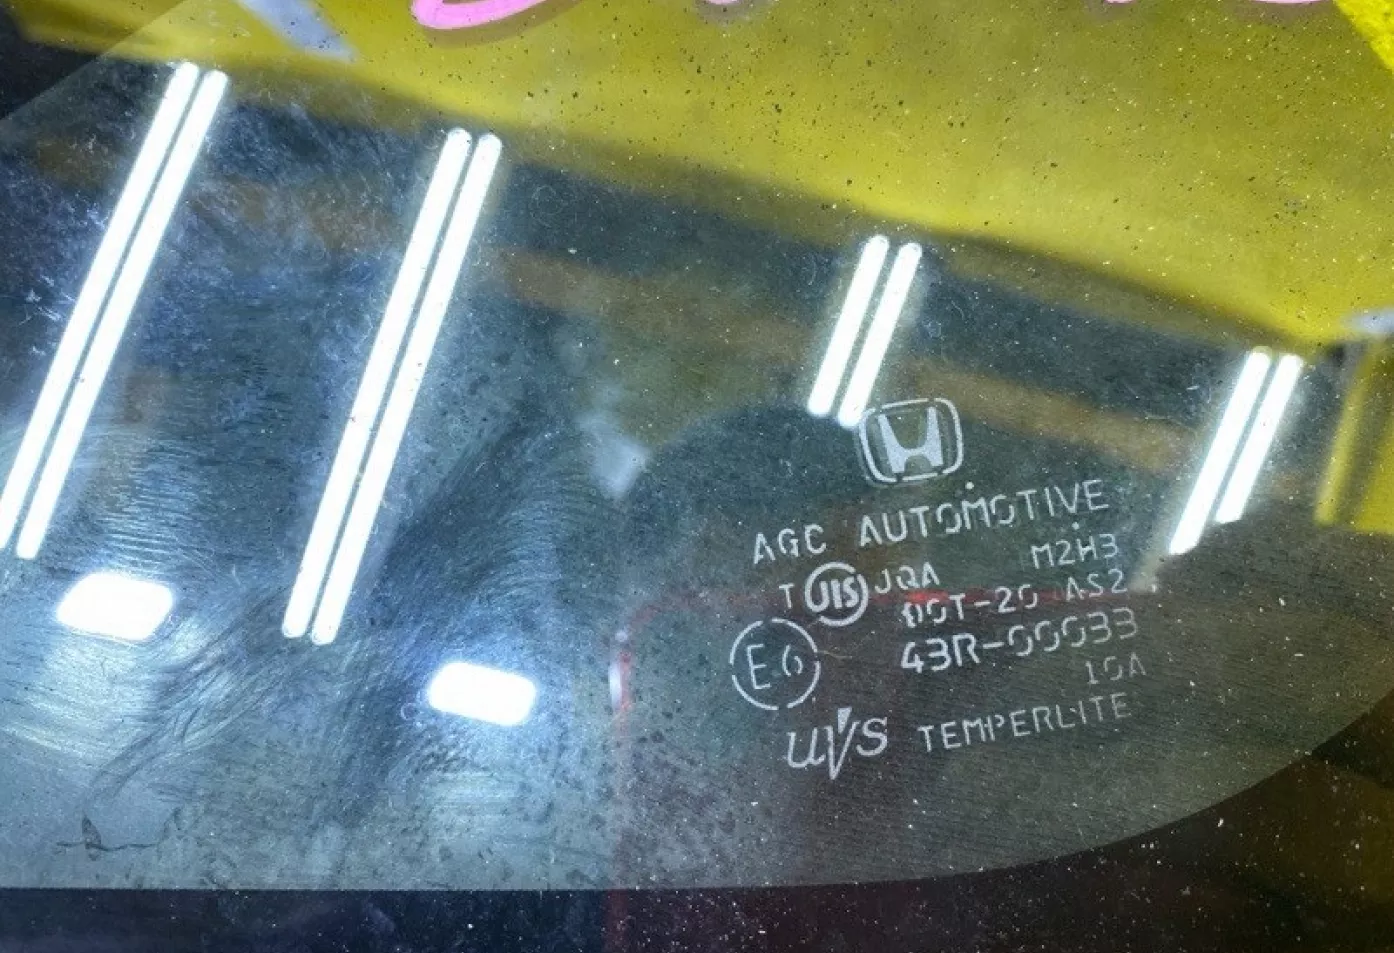 AGC AUTOMOTIVE
M2H3
T JIS JQA
DOT-20 AS2
E6
43R-00033
10A
UVS TEMPERLITE